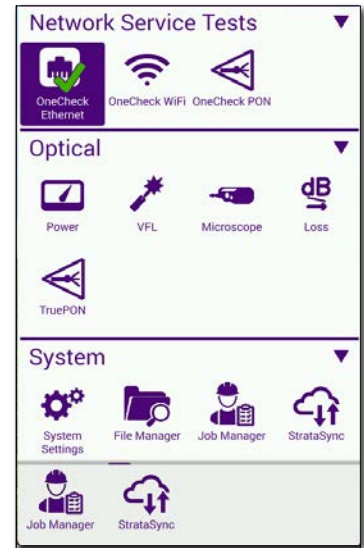 Network Service Tests
OneCheck Ethernet
OneCheck WiFi
OneCheck PON
Optical
Power
VFL
Microscope
dB
Loss
TruePON
System
System Settings
File Manager
Job Manager
StrataSync
Job Manager
StrataSync